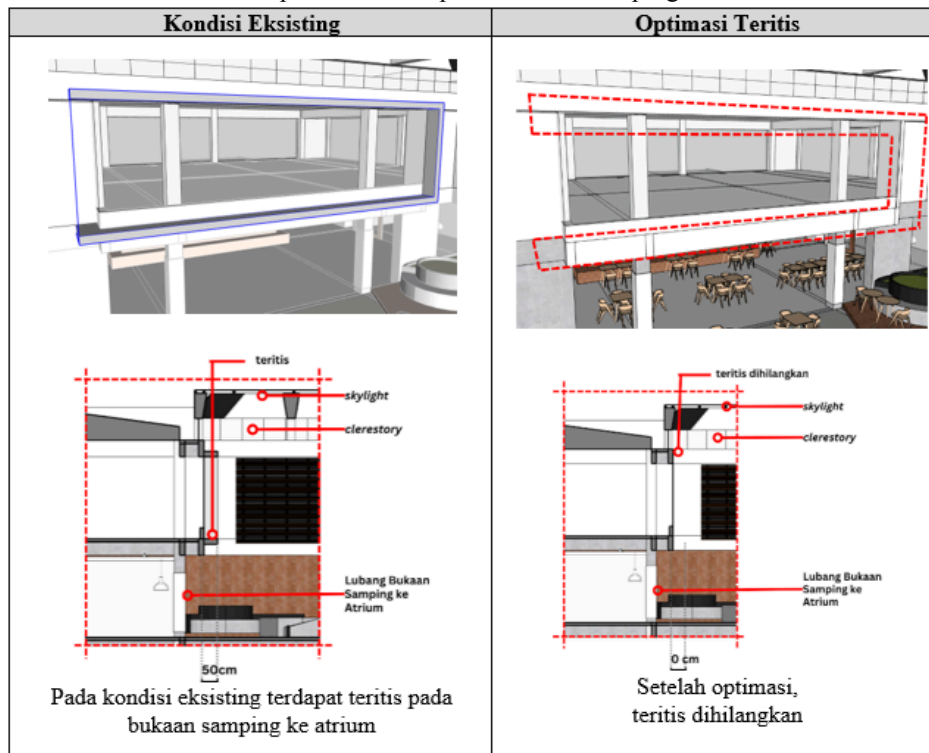 Kondisi Eksisting
Optimasi Teritis
teritis
skylight
clerestory
Lubang Bukaan
Samping ke
Atrium
50cm
Pada kondisi eksisting terdapat teritis pada
bukaan samping ke atrium
teritis dihilangkan
skylight
clerestory
Lubang Bukaan
Samping ke
Atrium
0 cm
Setelah optimasi,
teritis dihilangkan